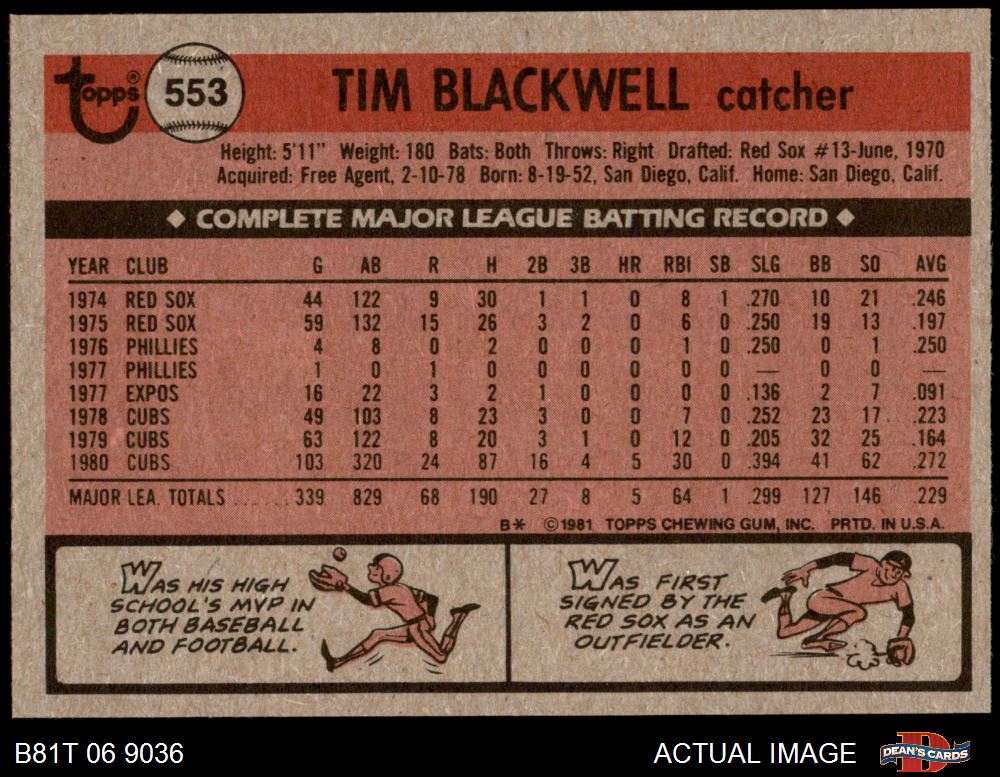 Topps® 553 TIM BLACKWELL catcher
Height: 5'11" Weight: 180 Bats: Both Throws: Right Drafted: Red Sox #13-June, 1970
Acquired: Free Agent, 2-10-78 Born: 8-19-52, San Diego, Calif. Home: San Diego, Calif.
◆ COMPLETE MAJOR LEAGUE BATTING RECORD ◆
YEAR CLUB G AB R H 2B 3B HR RBI SB SLG BB SO AVG
1974 RED SOX 44 122 9 30 1 1 0 8 1 .270 10 21 .246
1975 RED SOX 59 132 15 26 3 2 0 6 0 .250 19 13 .197
1976 PHILLIES 4 8 0 2 0 0 0 1 0 .250 0 1 .250
1977 PHILLIES 1 0 1 0 0 0 0 0 0 — 0 0 —
1977 EXPOS 16 22 3 2 1 0 0 0 0 .136 2 7 .091
1978 CUBS 49 103 8 23 3 0 0 7 0 .252 23 17 .223
1979 CUBS 63 122 8 20 3 1 0 12 0 .205 32 25 .164
1980 CUBS 103 320 24 87 16 4 5 30 0 .394 41 62 .272
MAJOR LEA. TOTALS ........... 339 829 68 190 27 8 5 64 1 .299 127 146 .229
B* ©1981 TOPPS CHEWING GUM, INC. PRTD. IN U.S.A.
WAS HIS HIGH
SCHOOL'S MVP IN
BOTH BASEBALL
AND FOOTBALL.
WAS FIRST
SIGNED BY THE
RED SOX AS AN
OUTFIELDER.
B81T 06 9036 ACTUAL IMAGE DEAN'S CARDS